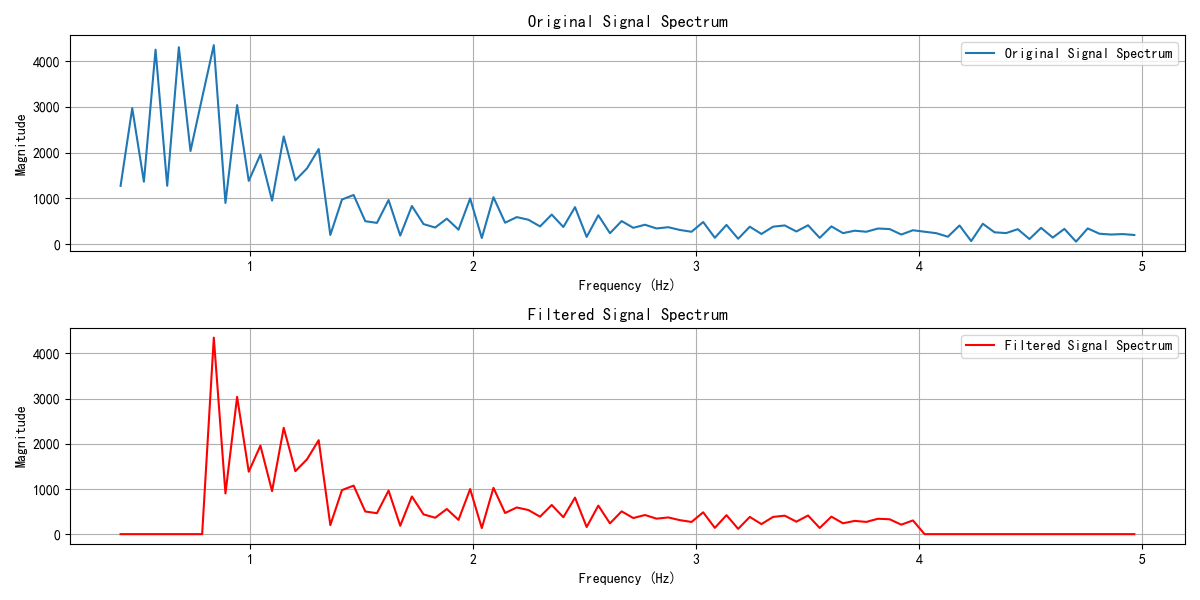 Original Signal Spectrum
Original Signal Spectrum
4000
3000
2000
1000
0
Magnitude
1 2 3 4 5
Frequency (Hz)
Filtered Signal Spectrum
Filtered Signal Spectrum
4000
3000
2000
1000
0
Magnitude
1 2 3 4 5
Frequency (Hz)